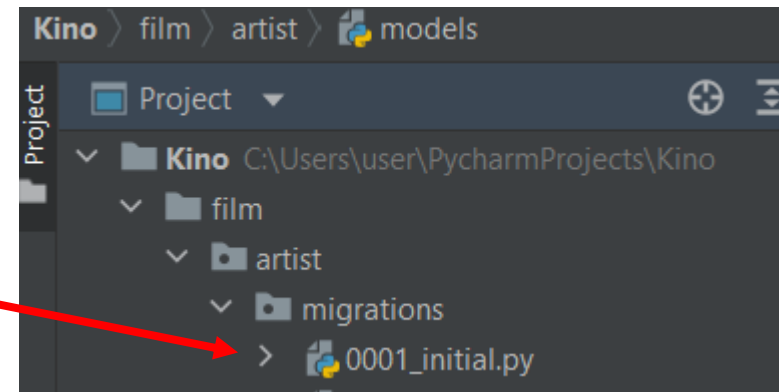 Kino > film > artist > models
Project
Project
Kino C:\Users\user\PycharmProjects\Kino
film
artist
migrations
0001_initial.py